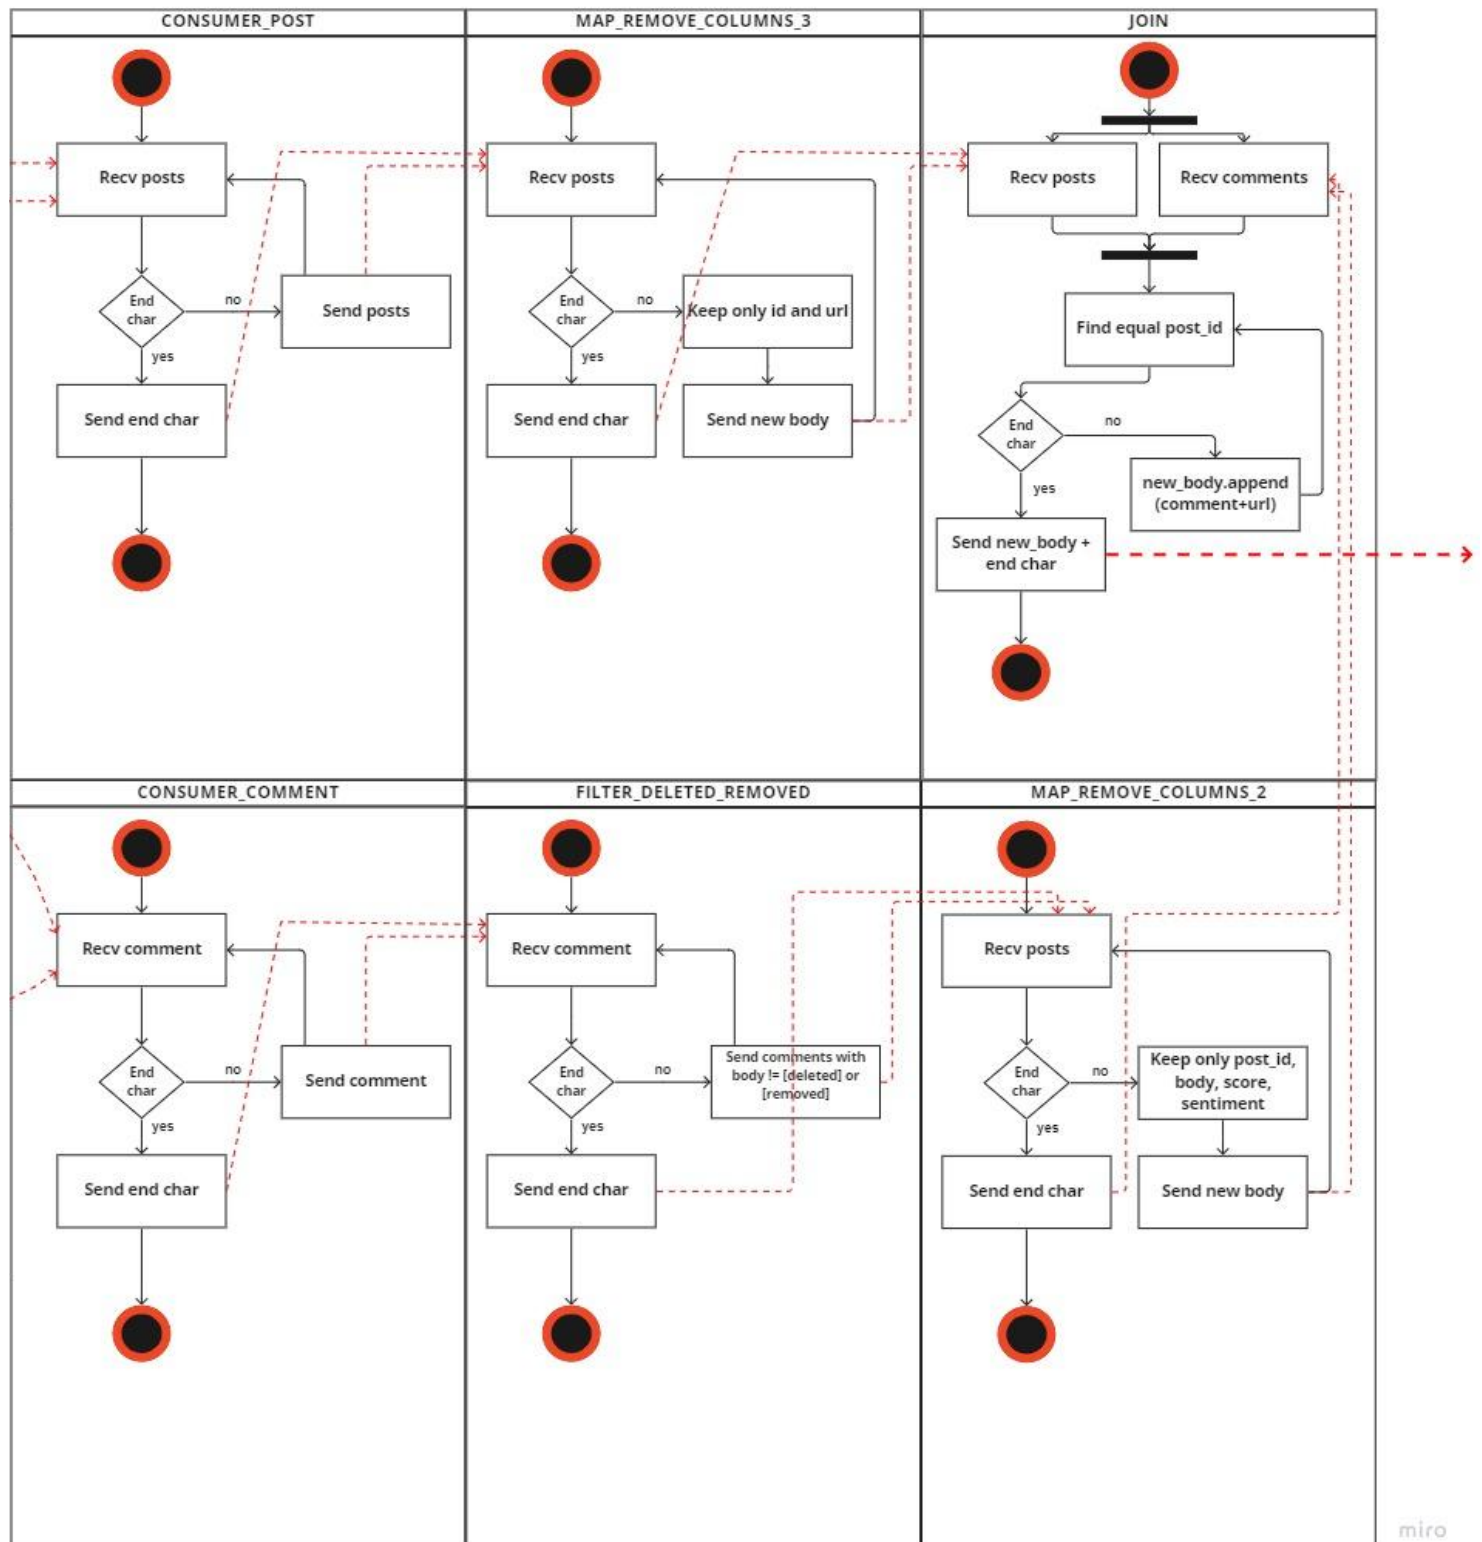 CONSUMER_POST
Recv posts
End
char
no
Send posts
yes
Send end char
MAP_REMOVE_COLUMNS_3
Recv posts
End
char
no
Keep only id and url
yes
Send end char
Send new body
JOIN
Recv posts
Recv comments
Find equal post_id
End
char
no
new_body.append
(comment+url)
yes
Send new_body +
end char
CONSUMER_COMMENT
Recv comment
End
char
no
Send comment
yes
Send end char
FILTER_DELETED_REMOVED
Recv comment
End
char
no
Send comments with
body != [deleted] or
[removed]
yes
Send end char
MAP_REMOVE_COLUMNS_2
Recv posts
End
char
no
Keep only post_id,
body, score,
sentiment
yes
Send end char
Send new body
miro